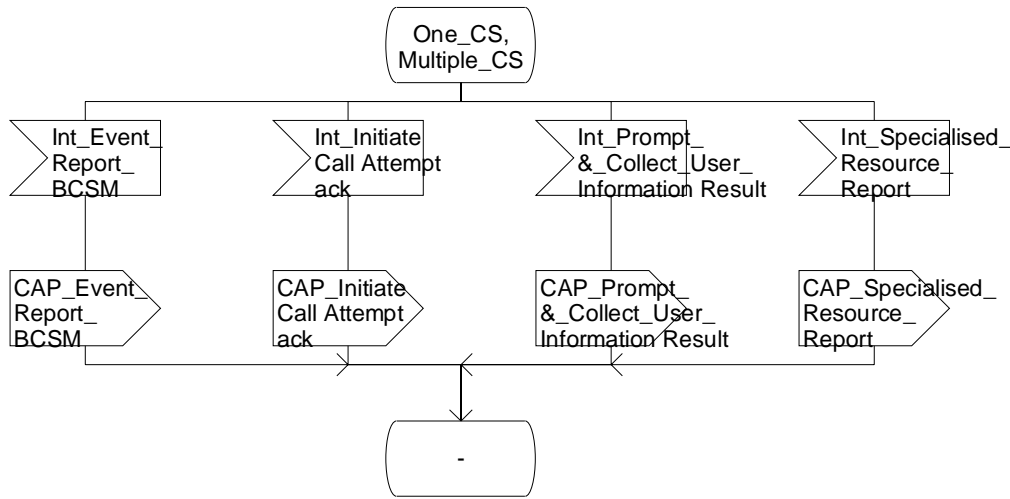 One_CS,
Multiple_CS
Int_Event_
Report_
BCSM
Int_Initiate
Call Attempt
ack
Int_Prompt_
&_Collect_User_
Information Result
Int_Specialised_
Resource_
Report
CAP_Event_
Report_
BCSM
CAP_Initiate
Call Attempt
ack
CAP_Prompt_
&_Collect_User_
Information Result
CAP_Specialised_
Resource_
Report
-